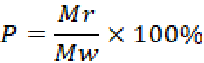 P = Mr/Mw × 100%